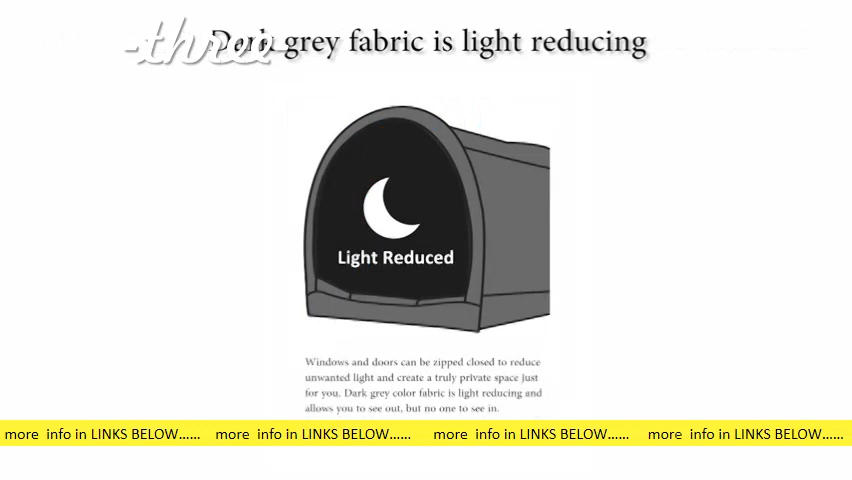 -three-
Dark grey fabric is light reducing
Light Reduced
Windows and doors can be zipped closed to reduce
unwanted light and create a truly private space just
for you. Dark grey color fabric is light reducing and
allows you to see out, but no one to see in.
more info in LINKS BELOW...... more info in LINKS BELOW...... more info in LINKS BELOW...... more info in LINKS BELOW......